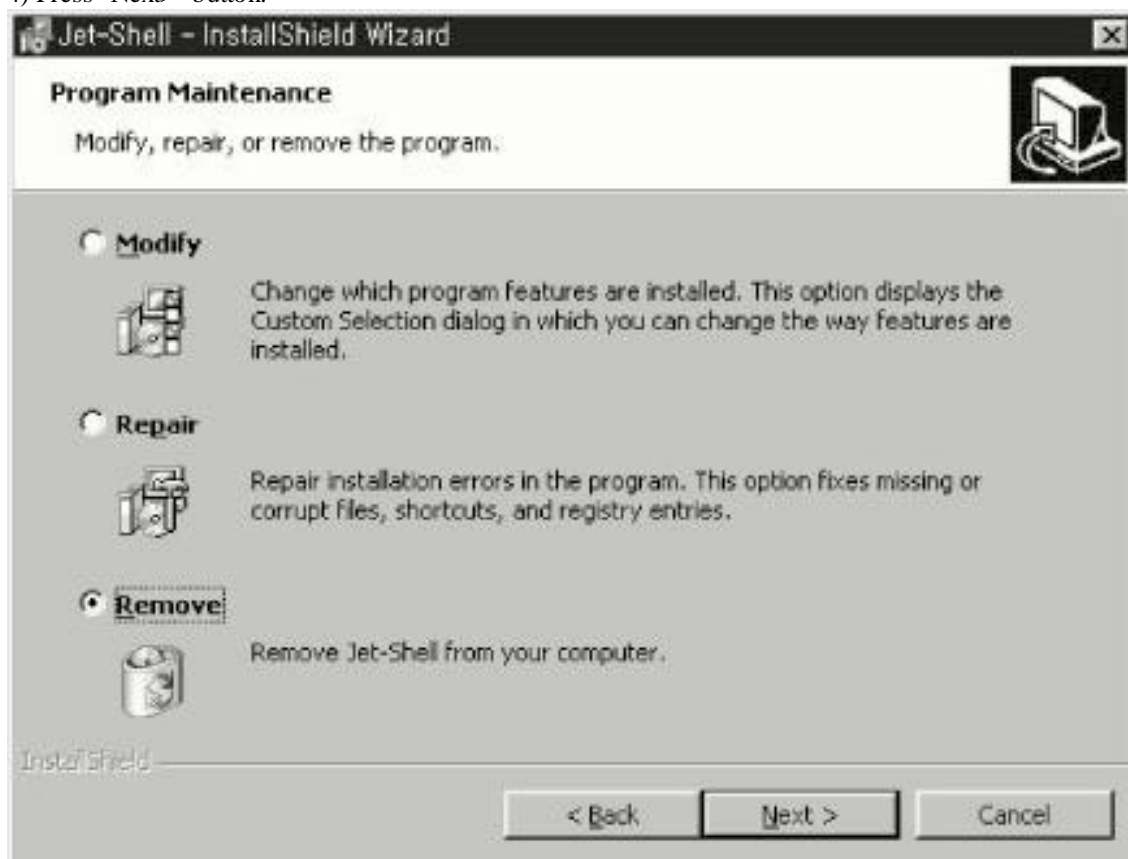 Jet-Shell - InstallShield Wizard
Program Maintenance
Modify, repair, or remove the program.
Modify
Change which program features are installed. This option displays the
Custom Selection dialog in which you can change the way features are
installed.
Repair
Repair installation errors in the program. This option fixes missing or
corrupt files, shortcuts, and registry entries.
Remove
Remove Jet-Shell from your computer.
InstallShield
< Back
Next >
Cancel